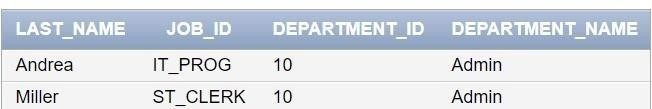 LAST_NAME JOB_ID DEPARTMENT_ID DEPARTMENT_NAME
Andrea IT_PROG 10 Admin
Miller ST_CLERK 10 Admin